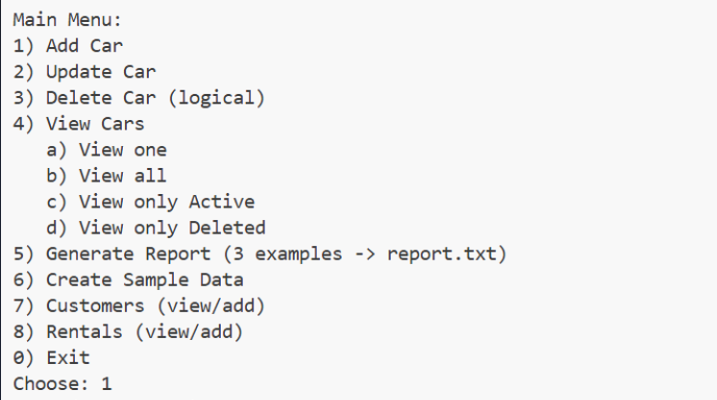 Main Menu:
1) Add Car
2) Update Car
3) Delete Car (logical)
4) View Cars
   a) View one
   b) View all
   c) View only Active
   d) View only Deleted
5) Generate Report (3 examples -> report.txt)
6) Create Sample Data
7) Customers (view/add)
8) Rentals (view/add)
0) Exit
Choose: 1